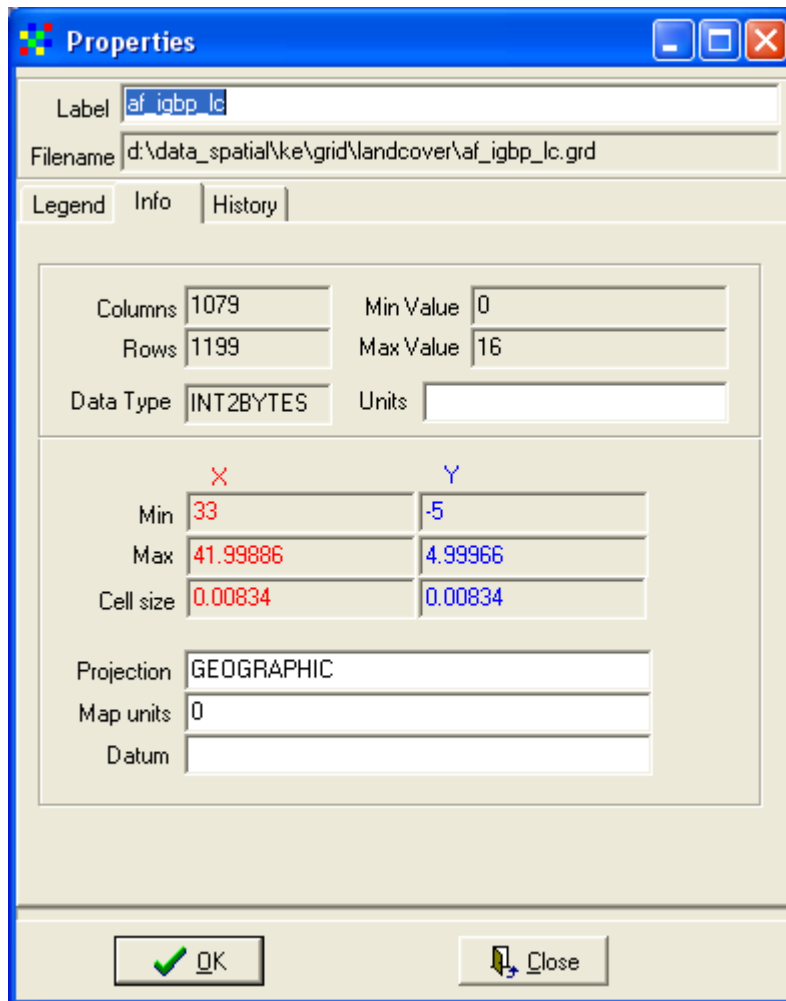 Properties
Label af_igbp_lc
Filename d:\data_spatial\ke\grid\landcover\af_igbp_lc.grd
Legend Info History
Columns 1079 Min Value 0
Rows 1199 Max Value 16
Data Type INT2BYTES Units
X Y
Min 33 -5
Max 41.99886 4.99966
Cell size 0.00834 0.00834
Projection GEOGRAPHIC
Map units 0
Datum
OK Close